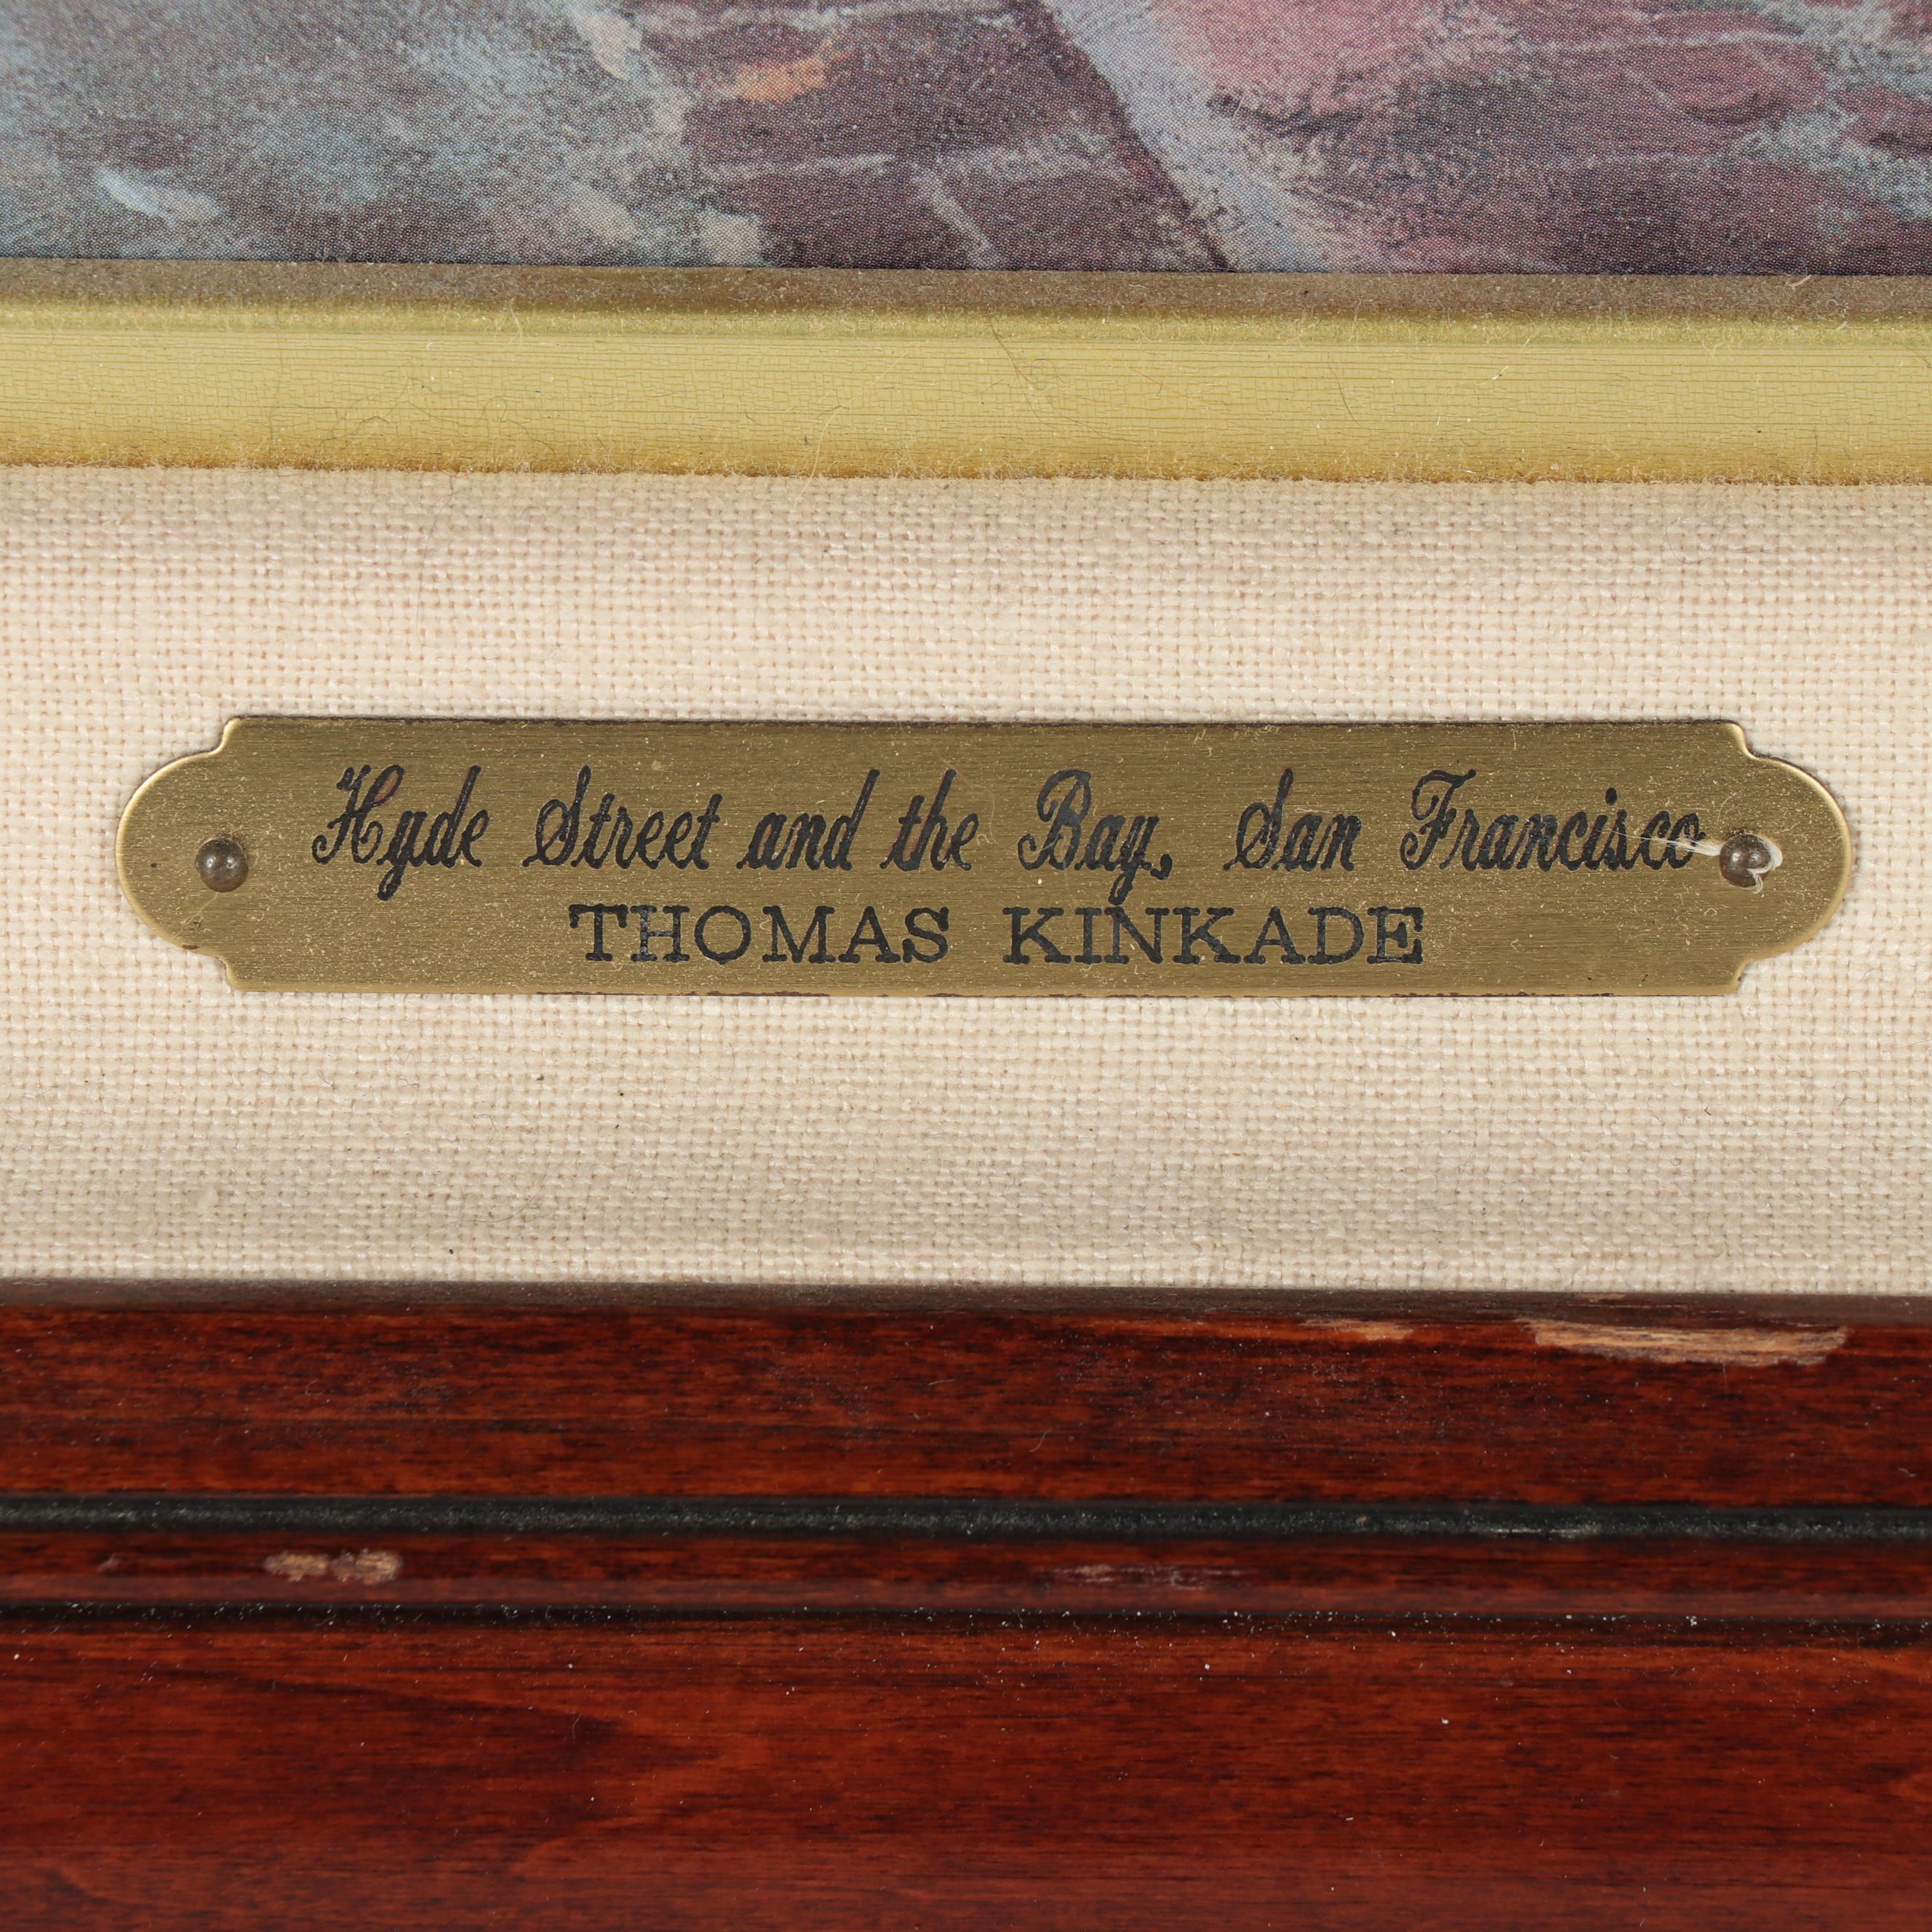 Hyde Street and the Bay, San Francisco
THOMAS KINKADE